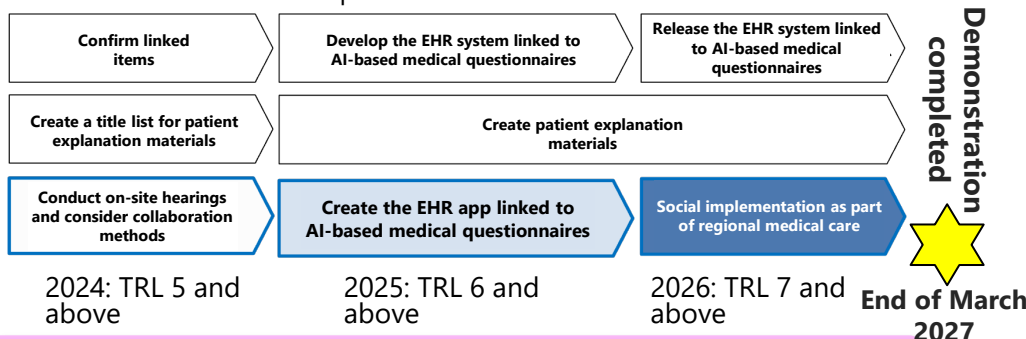 Confirm linked
items
Develop the EHR system linked to
AI-based medical questionnaires
Release the EHR system linked
to AI-based medical
questionnaires
Create a title list for patient
explanation materials
Create patient explanation
materials
Conduct on-site hearings
and consider collaboration
methods
Create the EHR app linked to
AI-based medical questionnaires
Social implementation as part
of regional medical care
Demonstration
completed
2024: TRL 5 and
above
2025: TRL 6 and
above
2026: TRL 7 and
above
End of March
2027